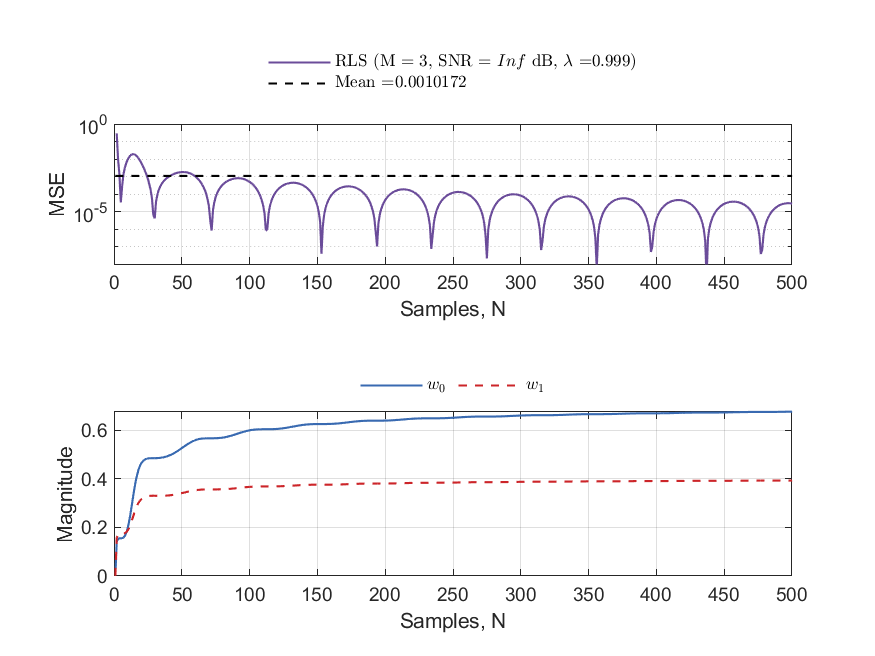 RLS (M = 3, SNR = Inf dB, λ =0.999)
Mean =0.0010172
10^0
10^-5
MSE
0 50 100 150 200 250 300 350 400 450 500
Samples, N
w_0 w_1
0.6
0.4
0.2
0
Magnitude
0 50 100 150 200 250 300 350 400 450 500
Samples, N